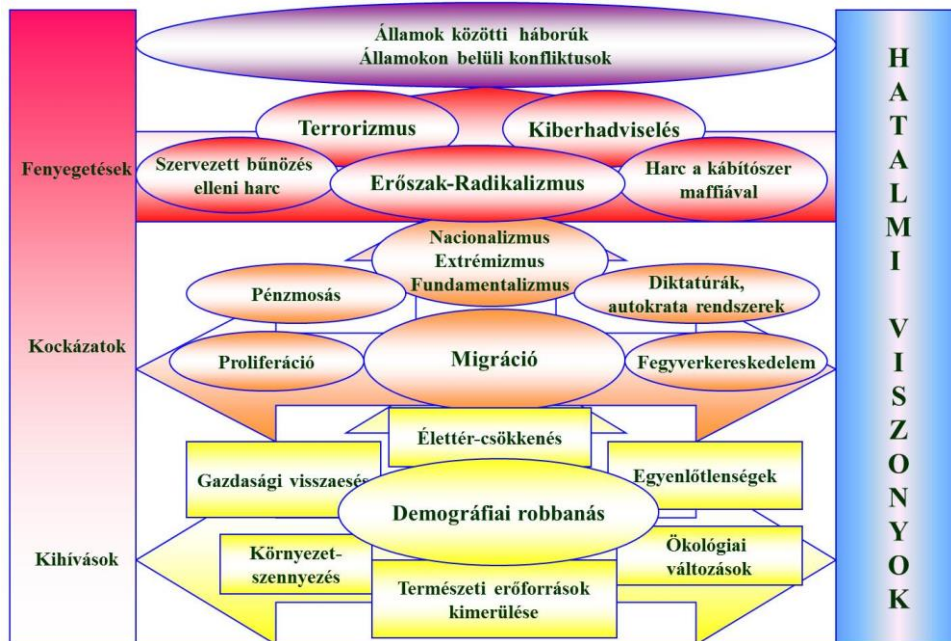 Államok közötti háborúk
Államokon belüli konfliktusok
Terrorizmus
Kiberhadviselés
Fenyegetések
Szervezett bűnözés
elleni harc
Erőszak-Radikalizmus
Harc a kábítószer
maffiával
Nacionalizmus
Extrémizmus
Fundamentalizmus
Pénzmosás
Diktatúrák,
autokrata rendszerek
Kockázatok
Proliferáció
Migráció
Fegyverkereskedelem
Élettér-csökkenés
Gazdasági visszaesés
Egyenlőtlenségek
Demográfiai robbanás
Kihívások
Környezet-
szennyezés
Ökológiai
változások
Természeti erőforrások
kimerülése
HATALMI VISZONYOK